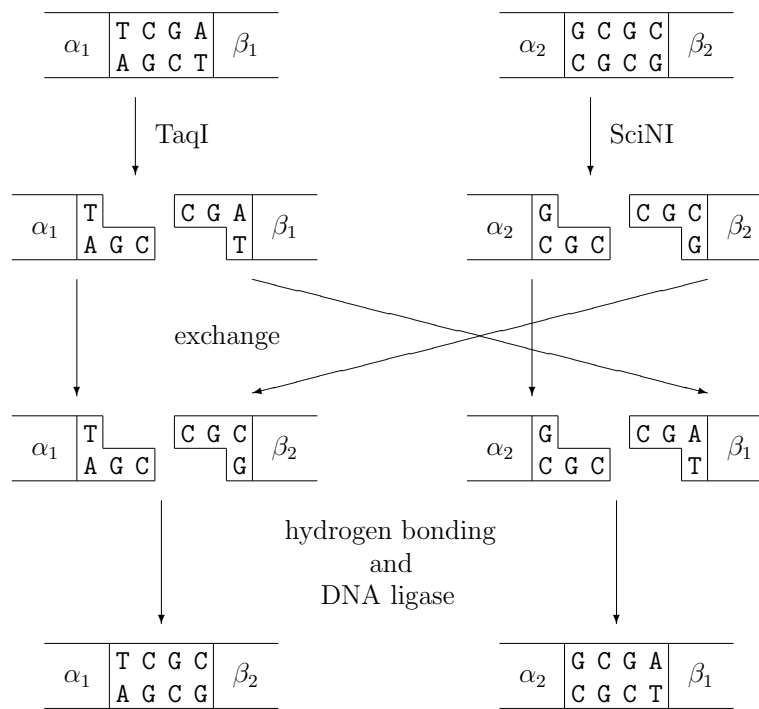 α₁ T C G A β₁ α₂ G C G C β₂
A G C T C G C G
TaqI SciNI
α₁ T C G A β₁ α₂ G C G C β₂
A G C T C G C G
exchange
α₁ T C G C β₂ α₂ G C G A β₁
A G C G C G C T
hydrogen bonding
and
DNA ligase
α₁ T C G C β₂ α₂ G C G A β₁
A G C G C G C T